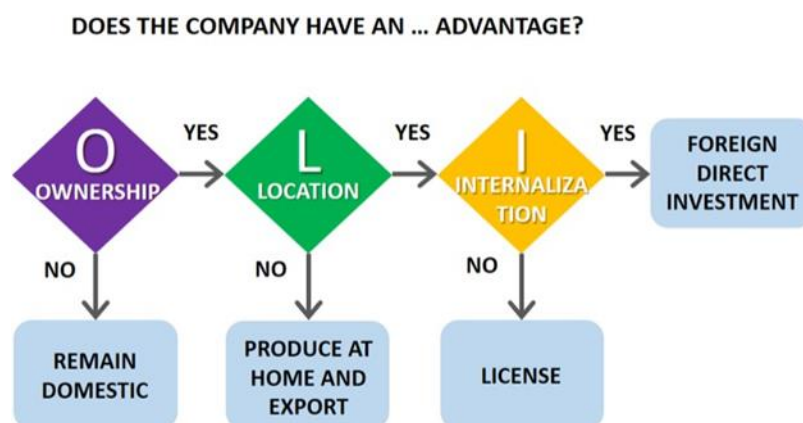 DOES THE COMPANY HAVE AN ... ADVANTAGE?
O
OWNERSHIP
YES
L
LOCATION
YES
I
INTERNALIZA
TION
YES
FOREIGN
DIRECT
INVESTMENT
NO
NO
NO
REMAIN
DOMESTIC
PRODUCE AT
HOME AND
EXPORT
LICENSE